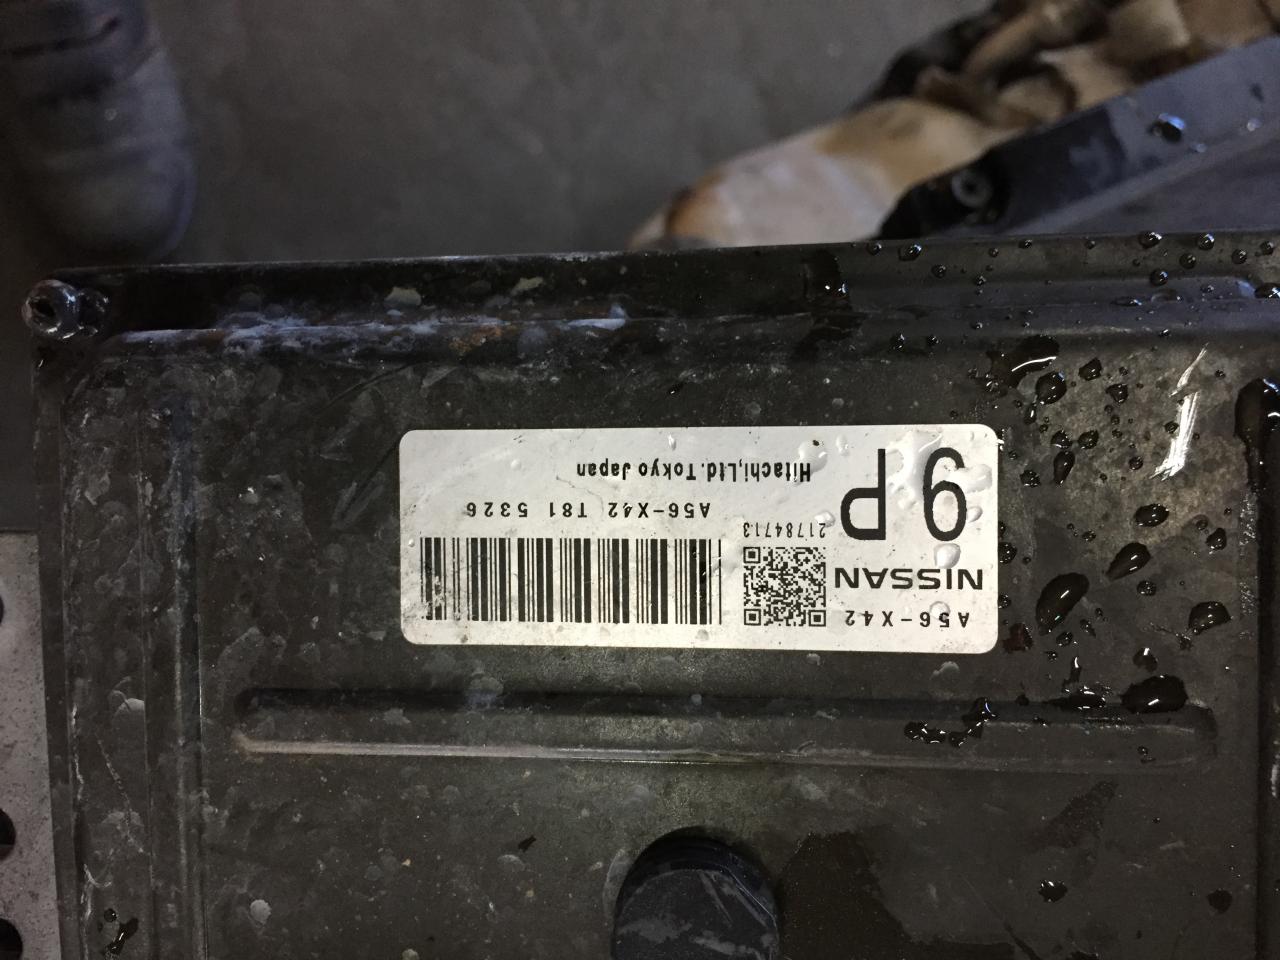 A56-X42
NISSAN
9P
21784713
A56-X42 T81 5326
Hitachi,Ltd.Tokyo Japan